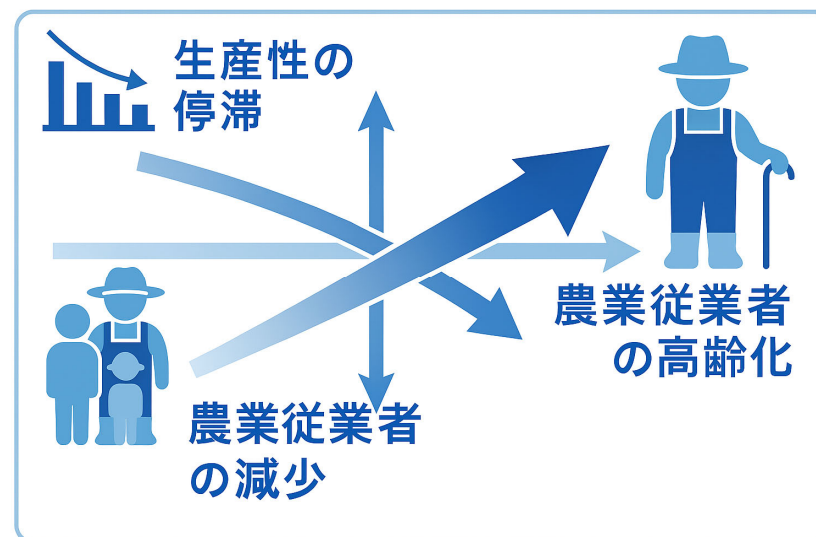 生産性の
停滞
農業従業者
の高齢化
農業従業者
の減少